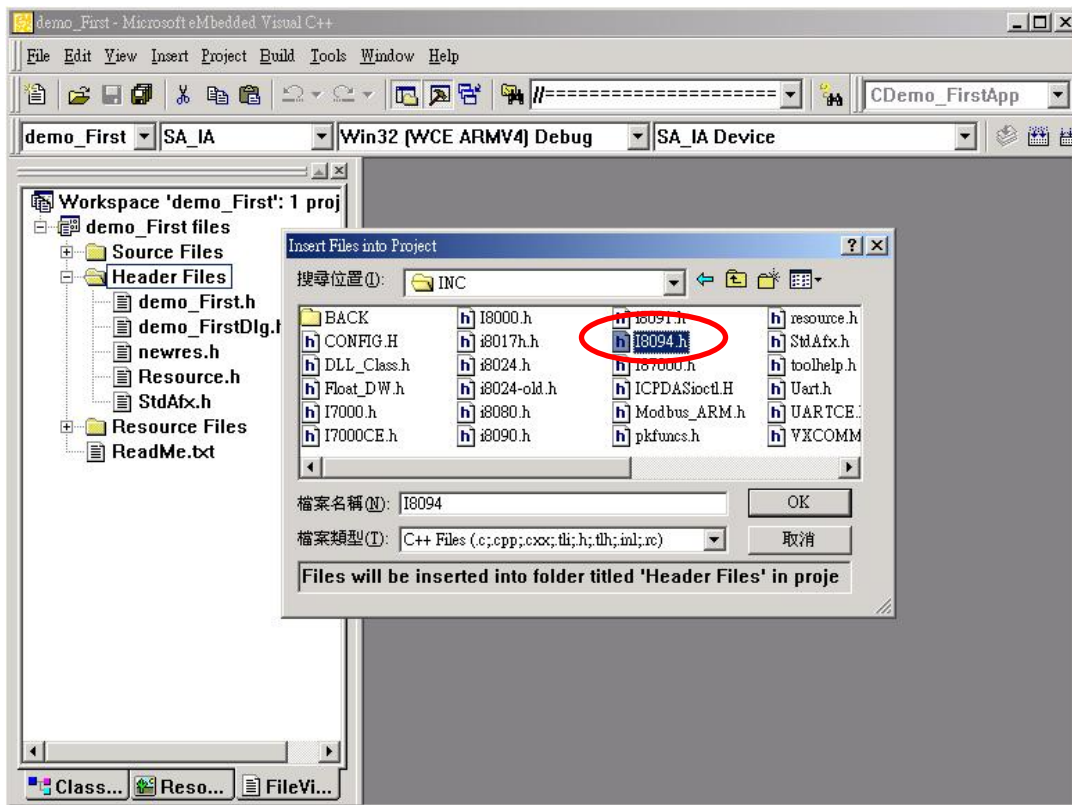 demo_First - Microsoft eMbedded Visual C++
File Edit View Insert Project Build Tools Window Help
//===================== CDemo_FirstApp
demo_First SA_IA Win32 (WCE ARMV4) Debug SA_IA Device
Workspace 'demo_First': 1 proj
demo_First files
Source Files
Header Files
demo_First.h
demo_FirstDlg.h
newres.h
Resource.h
StdAfx.h
Resource Files
ReadMe.txt
Class... Reso... FileVi...
Insert Files into Project
搜尋位置(I): INC
BACK I8000.h i8091.h resource.h
CONFIG.H i8017h.h I8094.h StdAfx.h
DLL_Class.h i8024.h I87000.h toolhelp.h
Float_DW.h i8024-old.h ICPDASioctl.H Uart.h
I7000.h i8080.h Modbus_ARM.h UARTCE.
I7000CE.h i8090.h pkfuncs.h VXCOMM
檔案名稱(N): I8094 OK
檔案類型(T): C++ Files (.c;.cpp;.cxx;.tli;.h;.tlh;.inl;.rc) 取消
Files will be inserted into folder titled 'Header Files' in proje